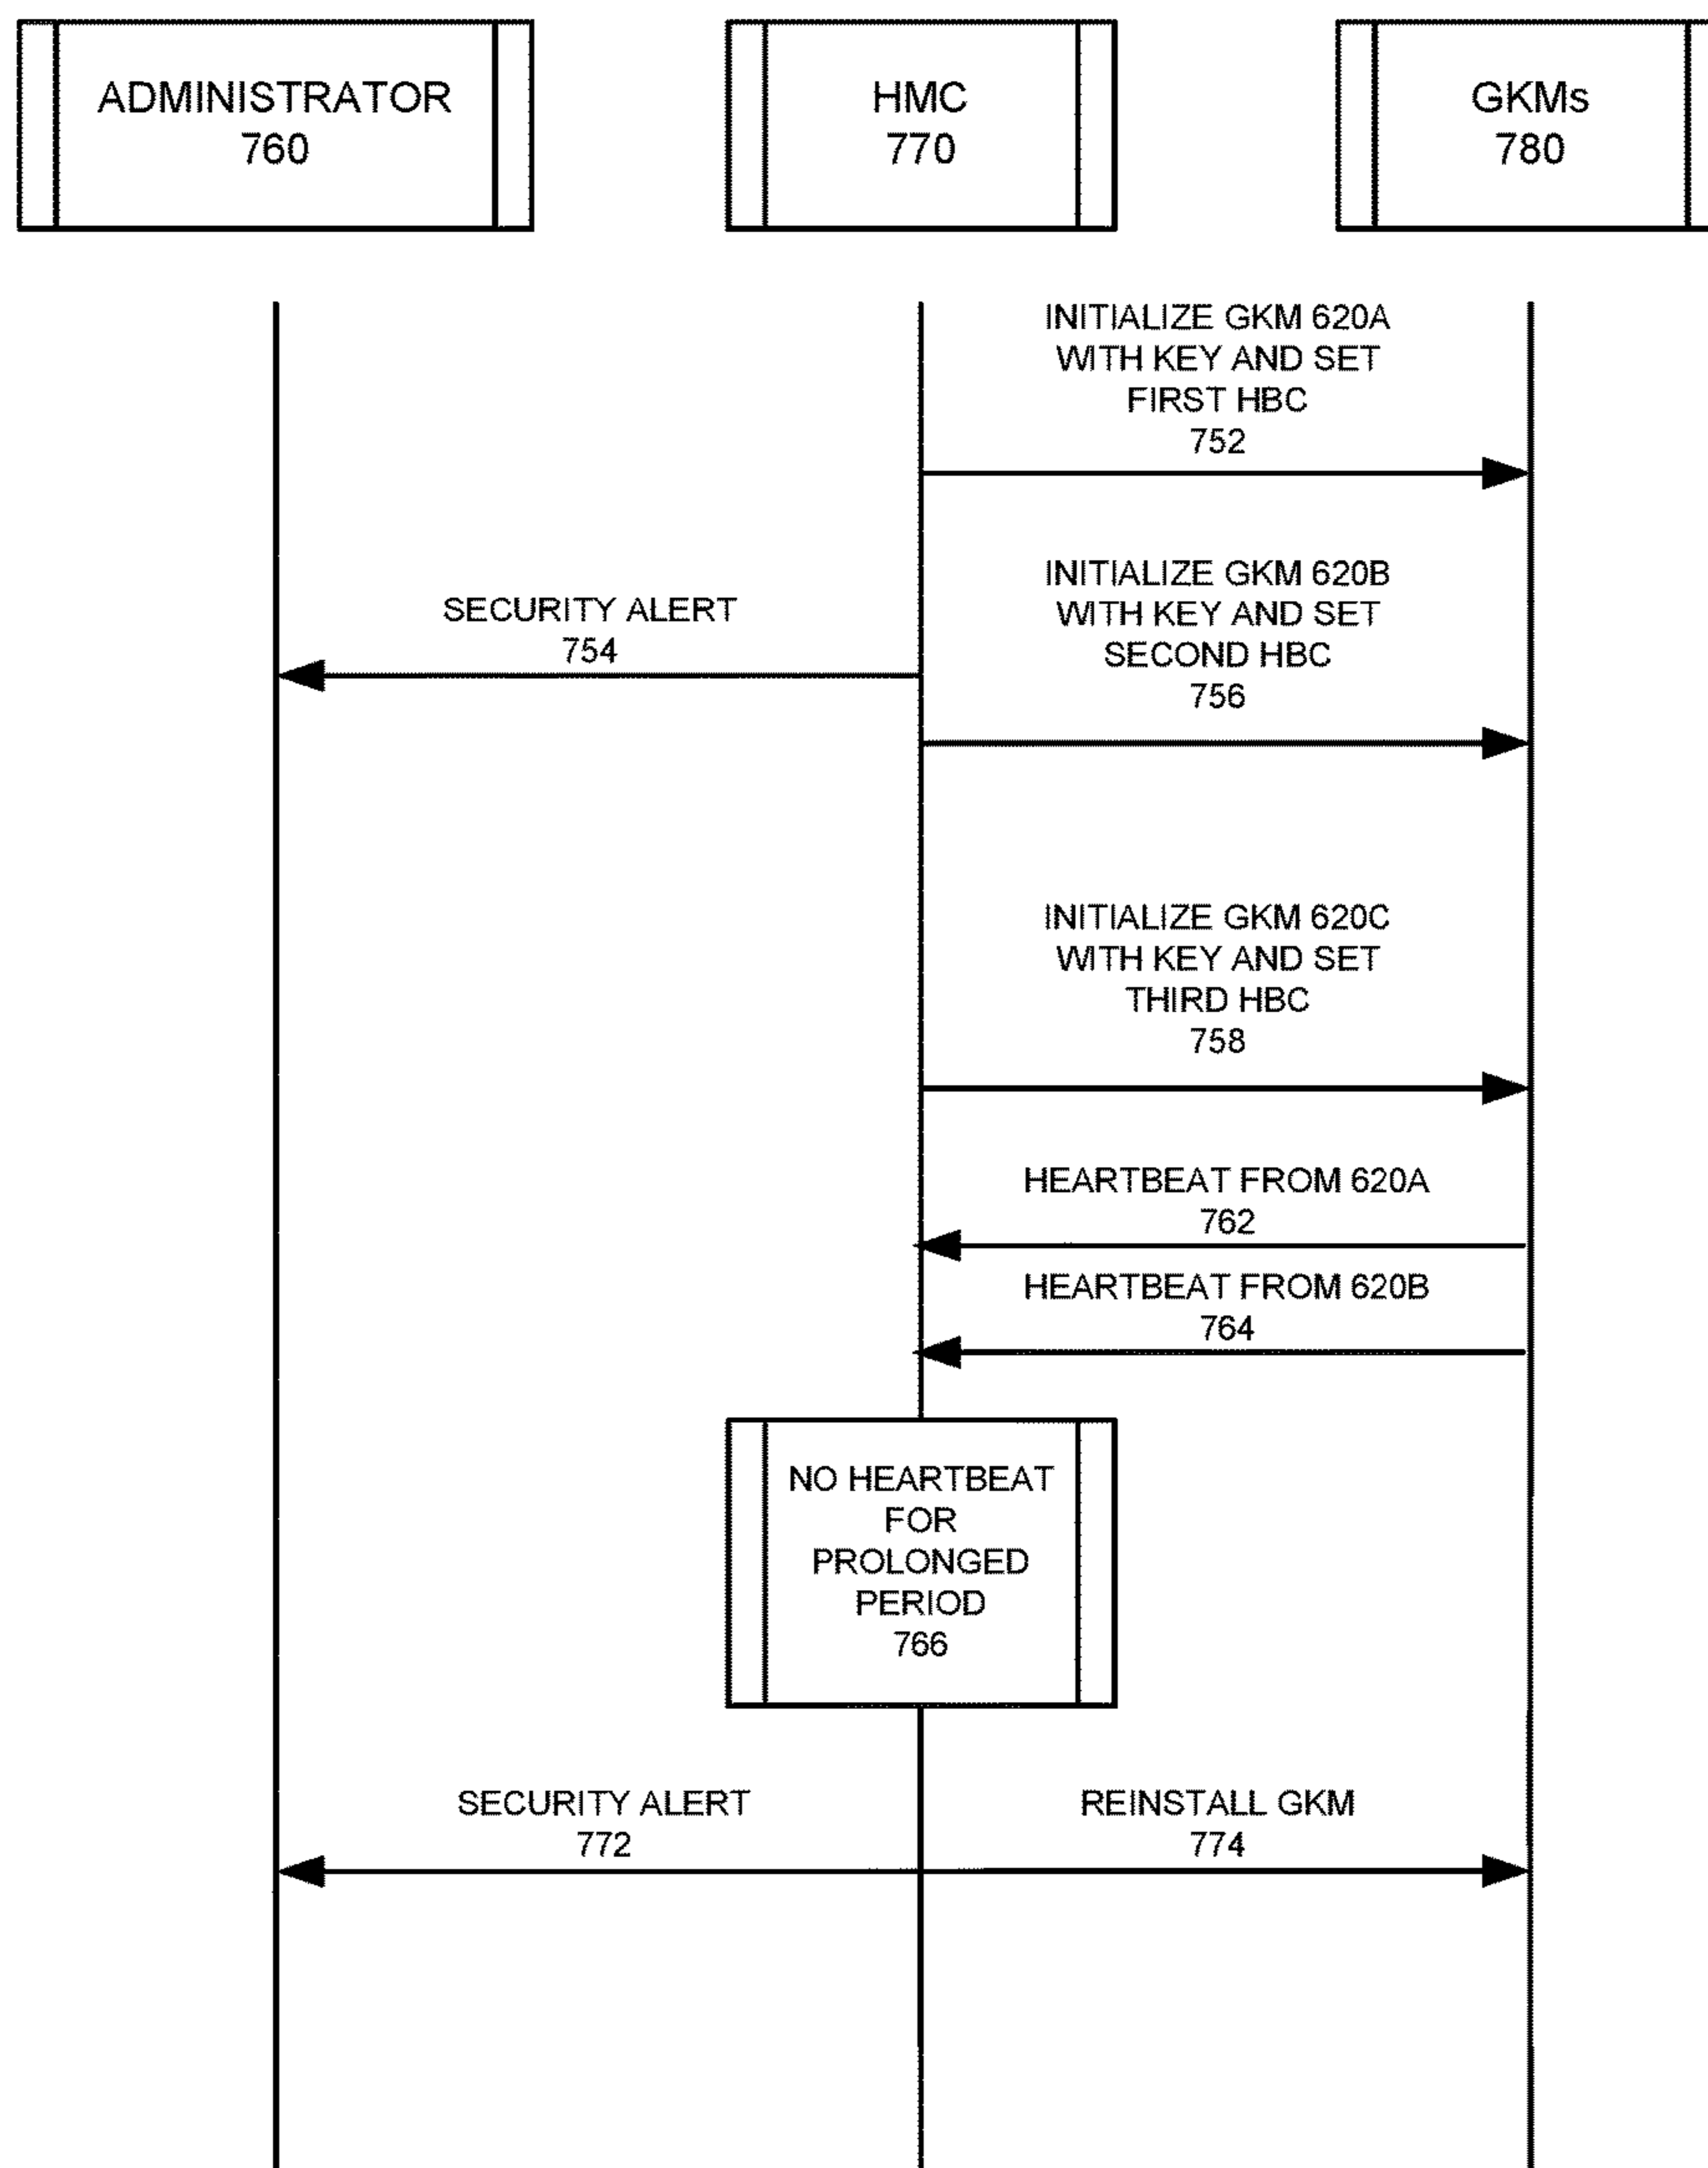 ADMINISTRATOR
760
HMC
770
GKMs
780
INITIALIZE GKM 620A
WITH KEY AND SET
FIRST HBC
752
SECURITY ALERT
754
INITIALIZE GKM 620B
WITH KEY AND SET
SECOND HBC
756
INITIALIZE GKM 620C
WITH KEY AND SET
THIRD HBC
758
HEARTBEAT FROM 620A
762
HEARTBEAT FROM 620B
764
NO HEARTBEAT
FOR
PROLONGED
PERIOD
766
SECURITY ALERT
772
REINSTALL GKM
774